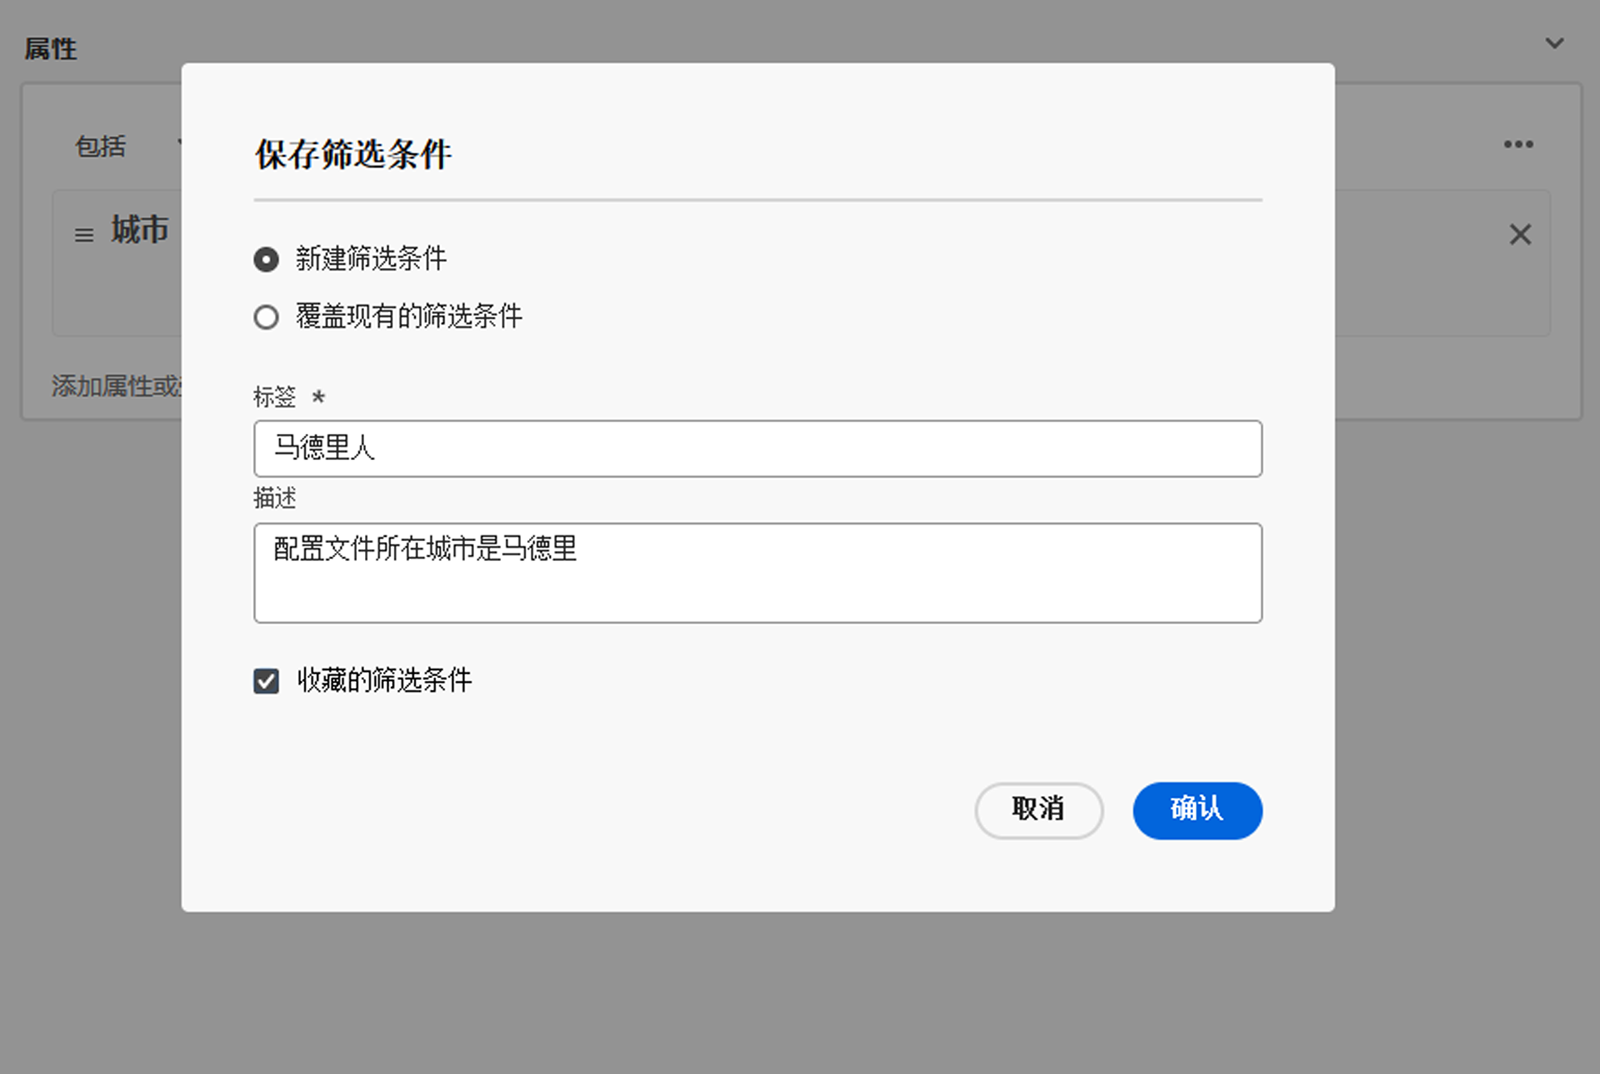 属性
包括
城市
添加属性或
保存筛选条件
新建筛选条件
覆盖现有的筛选条件
标签 *
马德里人
描述
配置文件所在城市是马德里
收藏的筛选条件
取消
确认